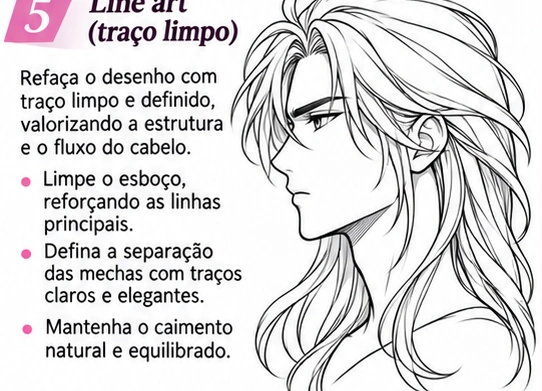 5
Line art
(traço limpo)
Refaça o desenho com
traço limpo e definido,
valorizando a estrutura
e o fluxo do cabelo.
• Limpe o esboço,
reforçando as linhas
principais.
• Defina a separação
das mechas com traços
claros e elegantes.
• Mantenha o caimento
natural e equilibrado.